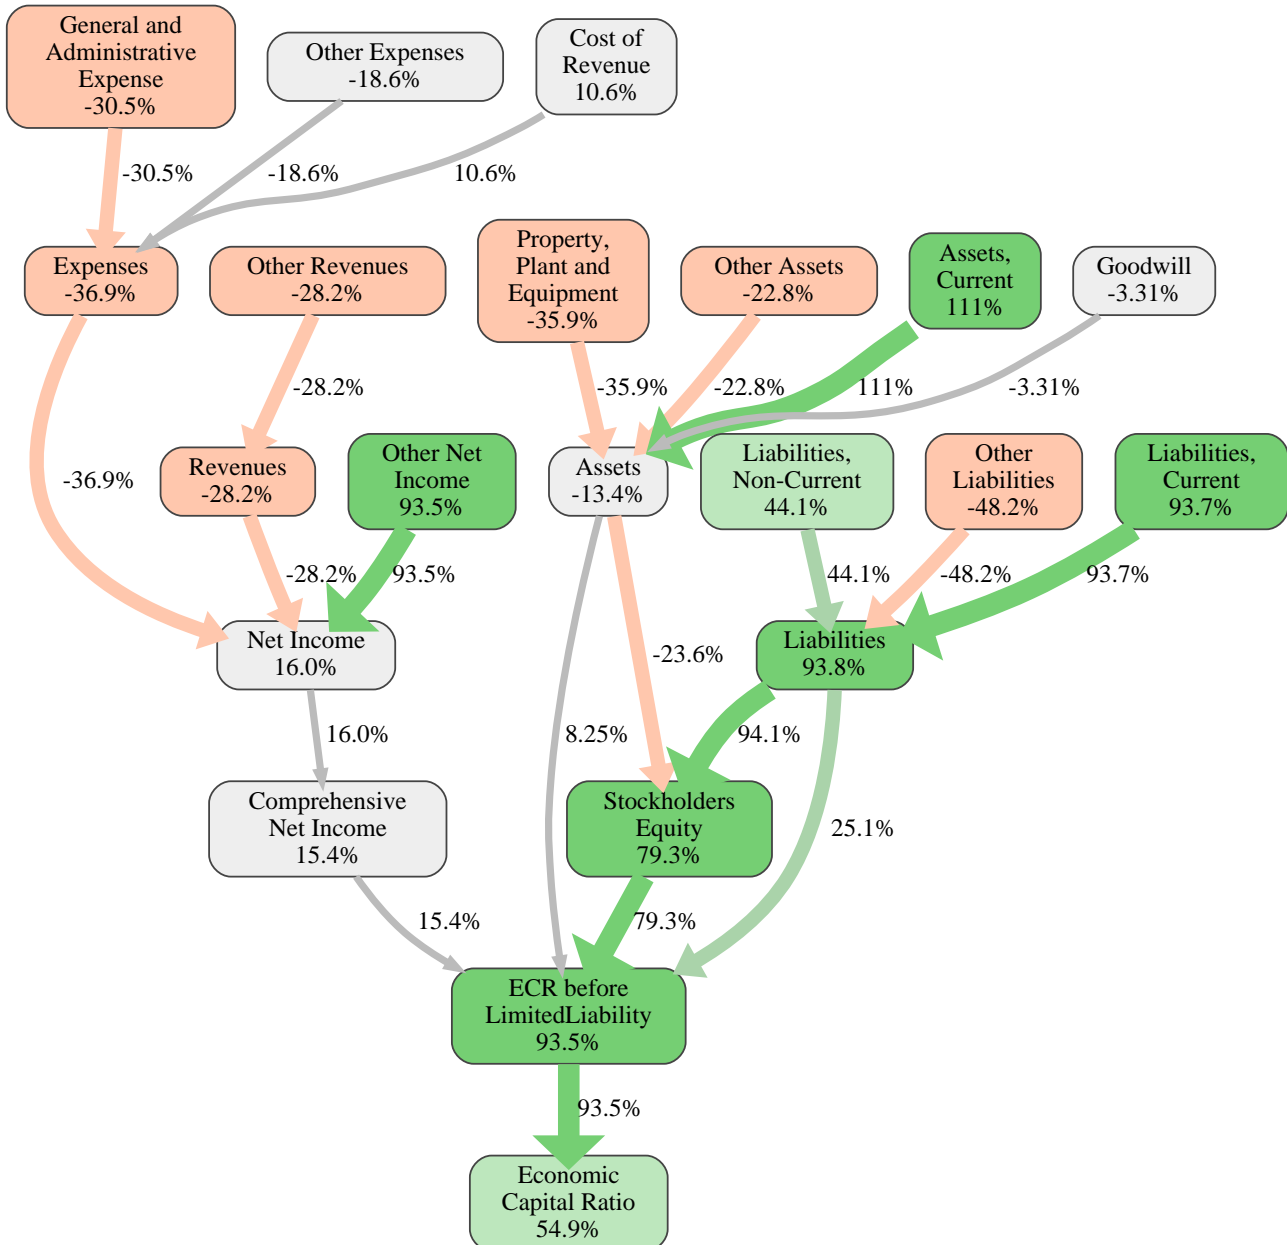 General and
Administrative
Expense
-30.5%
Other Expenses
-18.6%
Cost of
Revenue
10.6%
-30.5%
-18.6%
10.6%
Expenses
-36.9%
Other Revenues
-28.2%
Property,
Plant and
Equipment
-35.9%
Other Assets
-22.8%
Assets,
Current
111%
Goodwill
-3.31%
-28.2%
-35.9%
-22.8%
111%
-3.31%
-36.9%
Revenues
-28.2%
Other Net
Income
93.5%
Assets
-13.4%
Liabilities,
Non-Current
44.1%
Other
Liabilities
-48.2%
Liabilities,
Current
93.7%
-28.2%
93.5%
44.1%
-48.2%
93.7%
Net Income
16.0%
-23.6%
Liabilities
93.8%
16.0%
8.25%
94.1%
Comprehensive
Net Income
15.4%
Stockholders
Equity
79.3%
25.1%
15.4%
79.3%
ECR before
LimitedLiability
93.5%
93.5%
Economic
Capital Ratio
54.9%